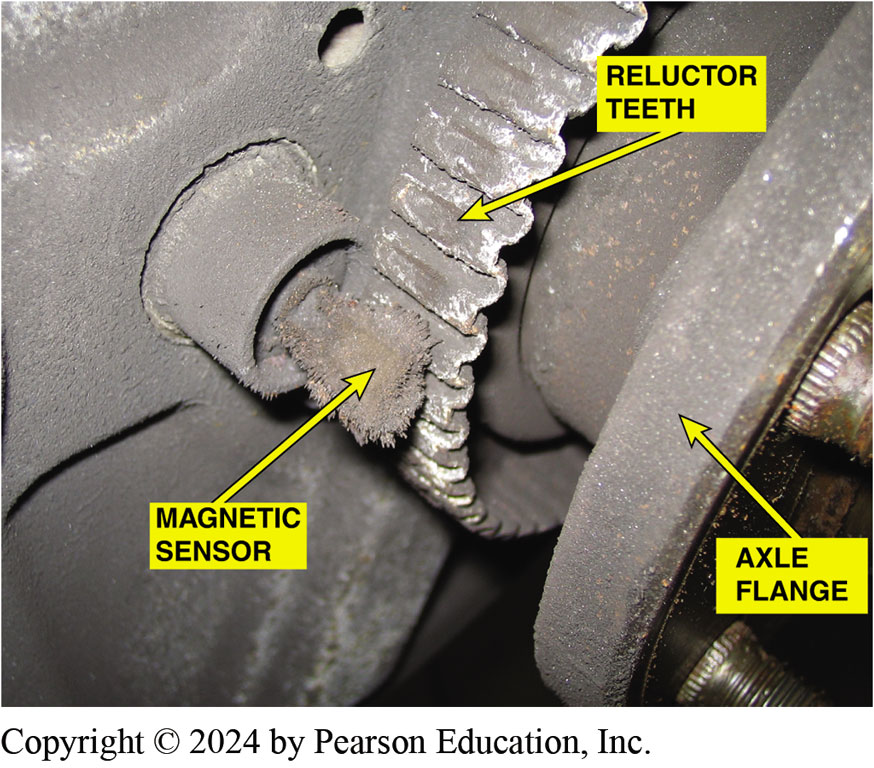 RELUCTOR
TEETH
MAGNETIC
SENSOR
AXLE
FLANGE
Copyright © 2024 by Pearson Education, Inc.